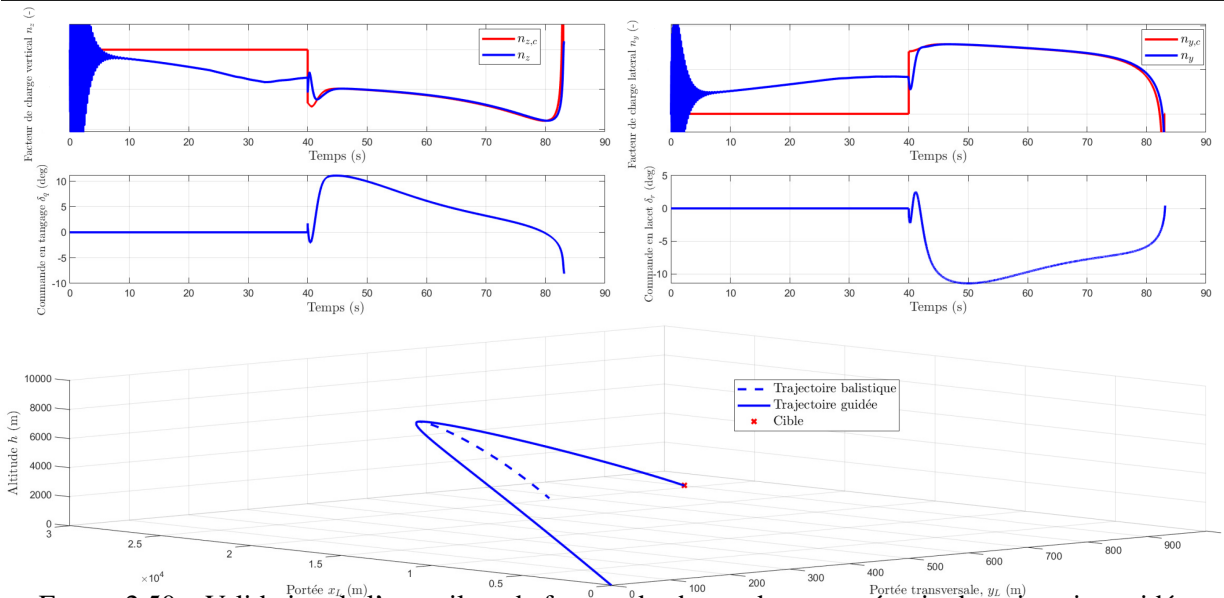 Facteur de charge vertical n_z (-)
n_{z,c}
n_z
0 10 20 30 40 50 60 70 80 90
Temps (s)
Facteur de charge lateral n_y (-)
n_{y,c}
n_y
0 10 20 30 40 50 60 70 80 90
Temps (s)
Commande en tangage δ_q (deg)
10
5
0
-5
-10
0 10 20 30 40 50 60 70 80 90
Temps (s)
Commande en lacet δ_r (deg)
5
0
-5
-10
0 10 20 30 40 50 60 70 80 90
Temps (s)
Trajectoire balistique
Trajectoire guidée
Cible
Altitude h (m)
10000
8000
6000
4000
2000
0
3 2.5 2 1.5 1 0.5 0
×10⁴
Portée x_L (m)
0 100 200 300 400 500 600 700 800 900
Portée transversale, y_L (m)